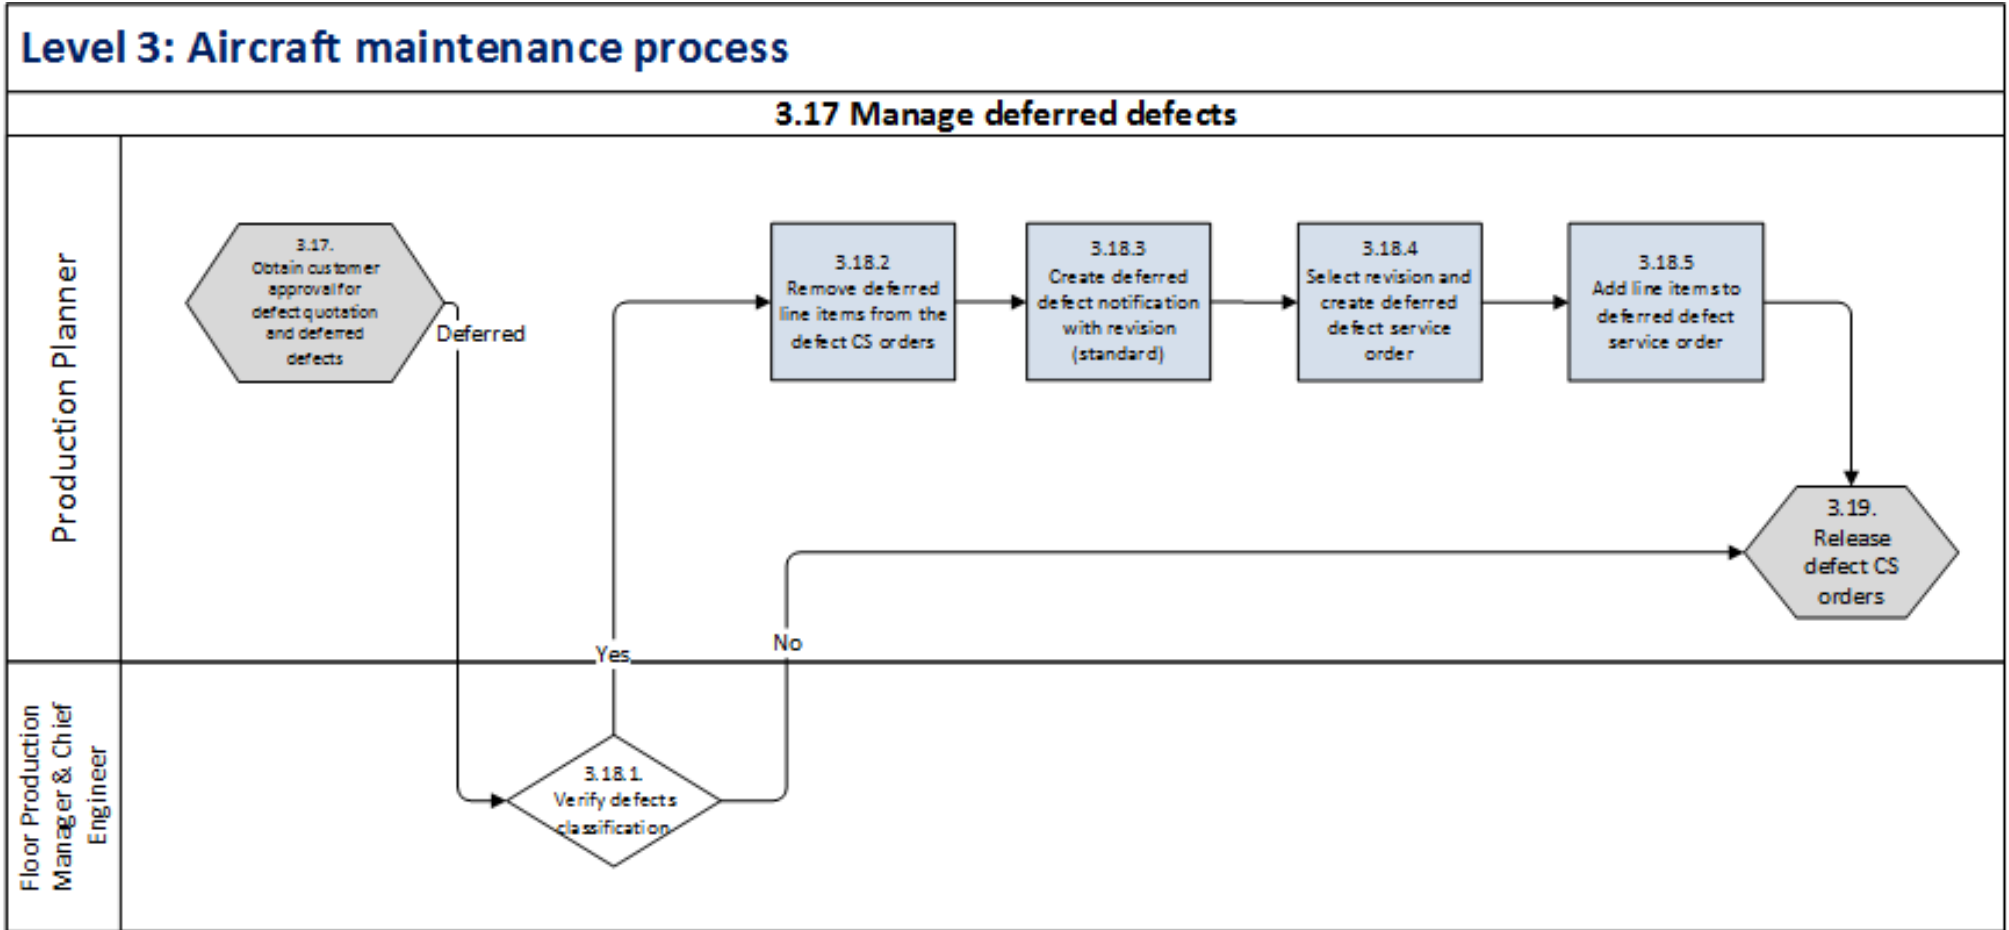 Level 3: Aircraft maintenance process
3.17 Manage deferred defects
Production Planner
3.17.
Obtain customer
approval for
defect quotation
and deferred
defects
Deferred
3.18.2
Remove deferred
line items from the
defect CS orders
3.18.3
Create deferred
defect notification
with revision
(standard)
3.18.4
Select revision and
create deferred
defect service
order
3.18.5
Add line items to
deferred defect
service order
3.19.
Release
defect CS
orders
Yes
No
Floor Production
Manager & Chief
Engineer
3.18.1.
Verify defects
classification